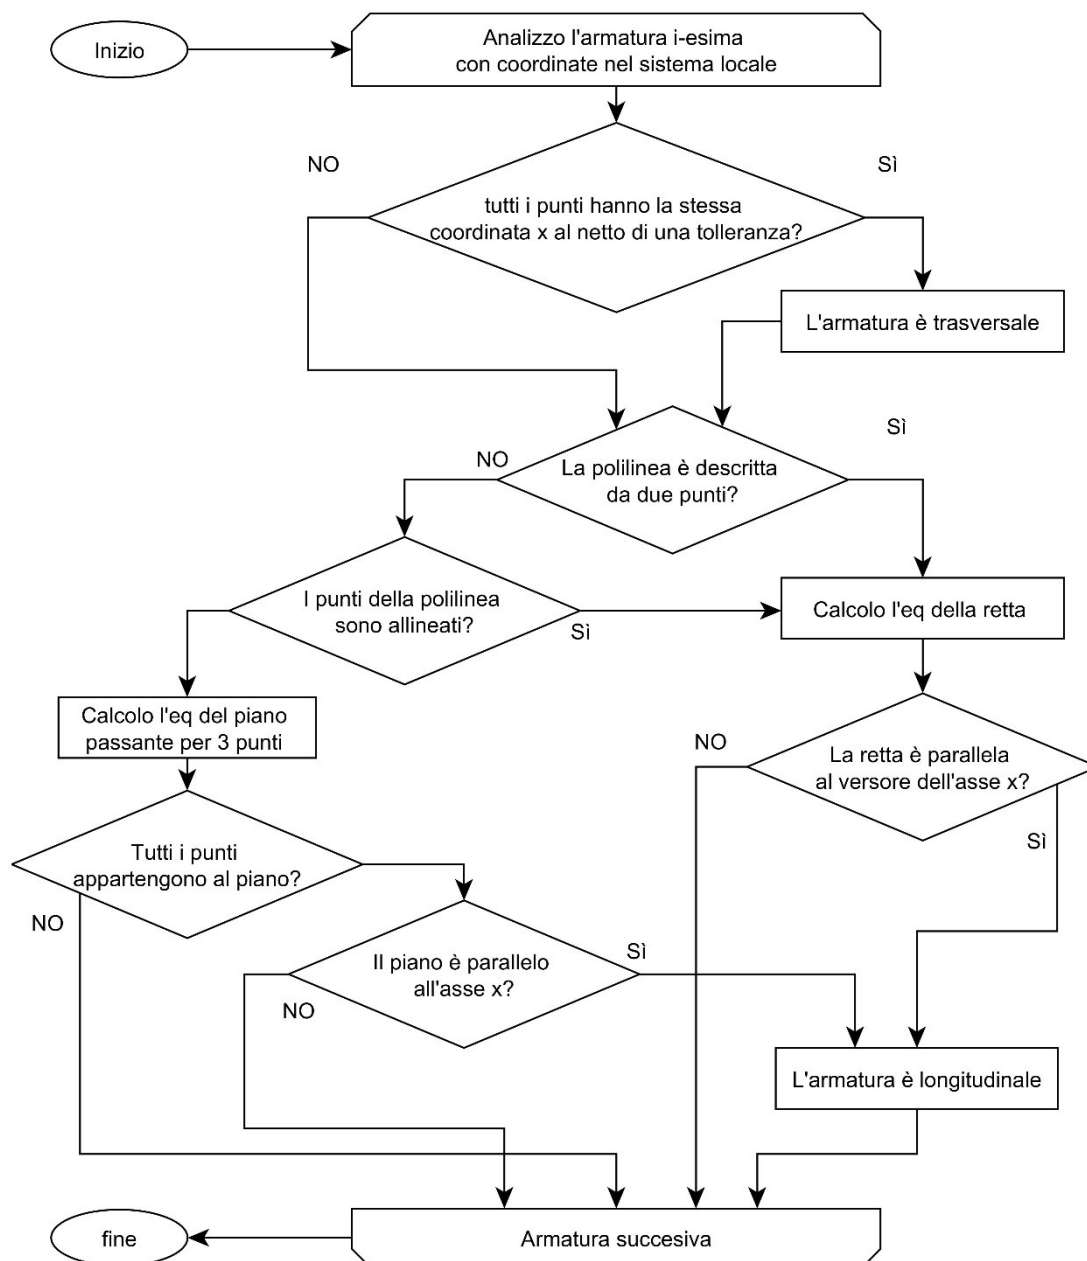 Inizio
Analizzo l'armatura i-esima
con coordinate nel sistema locale
NO
Sì
tutti i punti hanno la stessa
coordinata x al netto di una tolleranza?
L'armatura è trasversale
Sì
NO
La polilinea è descritta
da due punti?
I punti della polilinea
sono allineati?
Sì
Calcolo l'eq della retta
Calcolo l'eq del piano
passante per 3 punti
NO
La retta è parallela
al versore dell'asse x?
Sì
Tutti i punti
appartengono al piano?
NO
Il piano è parallelo
all'asse x?
Sì
NO
L'armatura è longitudinale
fine
Armatura succesiva